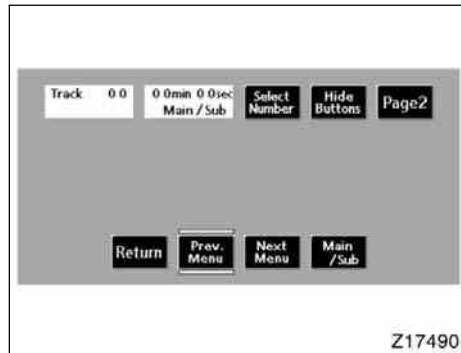 Track 0 0
0 0min 0 0sec
Main / Sub
Select
Number
Hide
Buttons
Page2
Return
Prev.
Menu
Next
Menu
Main
/Sub
Z17490